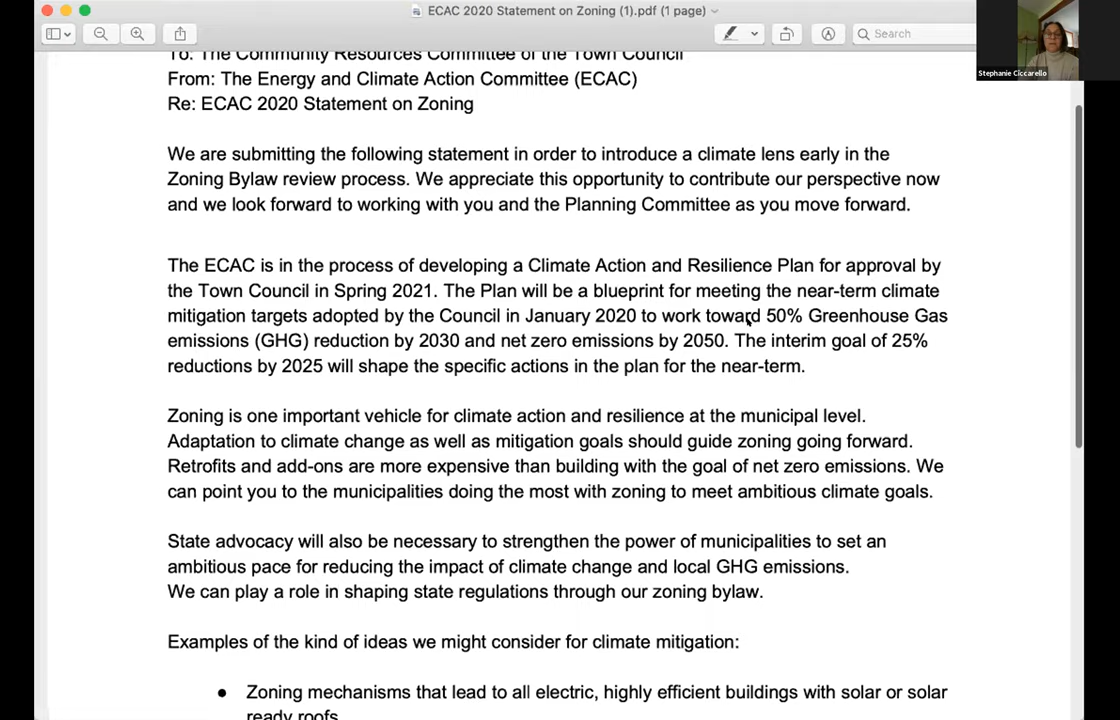 ECAC 2020 Statement on Zoning (1).pdf (1 page)
Search
Stephanie Ciccarello
To: The Community Resources Committee of the Town Council
From: The Energy and Climate Action Committee (ECAC)
Re: ECAC 2020 Statement on Zoning
We are submitting the following statement in order to introduce a climate lens early in the
Zoning Bylaw review process. We appreciate this opportunity to contribute our perspective now
and we look forward to working with you and the Planning Committee as you move forward.
The ECAC is in the process of developing a Climate Action and Resilience Plan for approval by
the Town Council in Spring 2021. The Plan will be a blueprint for meeting the near-term climate
mitigation targets adopted by the Council in January 2020 to work toward 50% Greenhouse Gas
emissions (GHG) reduction by 2030 and net zero emissions by 2050. The interim goal of 25%
reductions by 2025 will shape the specific actions in the plan for the near-term.
Zoning is one important vehicle for climate action and resilience at the municipal level.
Adaptation to climate change as well as mitigation goals should guide zoning going forward.
Retrofits and add-ons are more expensive than building with the goal of net zero emissions. We
can point you to the municipalities doing the most with zoning to meet ambitious climate goals.
State advocacy will also be necessary to strengthen the power of municipalities to set an
ambitious pace for reducing the impact of climate change and local GHG emissions.
We can play a role in shaping state regulations through our zoning bylaw.
Examples of the kind of ideas we might consider for climate mitigation:
● Zoning mechanisms that lead to all electric, highly efficient buildings with solar or solar
ready roofs